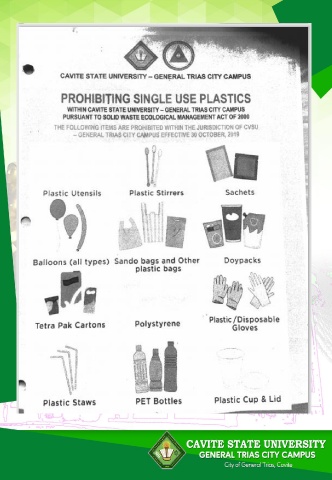 CAVITE STATE UNIVERSITY – GENERAL TRIAS CITY CAMPUS
PROHIBITING SINGLE USE PLASTICS
WITHIN CAVITE STATE UNIVERSITY – GENERAL TRIAS CITY CAMPUS
PURSUANT TO SOLID WASTE ECOLOGICAL MANAGEMENT ACT OF 2000
THE FOLLOWING ITEMS ARE PROHIBITED WITHIN THE JURISDICTION OF CVSU
– GENERAL TRIAS CITY CAMPUS EFFECTIVE 30 OCTOBER, 2019
Plastic Utensils
Plastic Stirrers
Sachets
Balloons (all types)
Sando bags and Other
plastic bags
Doypacks
Tetra Pak Cartons
Polystyrene
Plastic/Disposable
Gloves
Plastic Staws
PET Bottles
Plastic Cup & Lid
CAVITE STATE UNIVERSITY
GENERAL TRIAS CITY CAMPUS
City of General Trias, Cavite